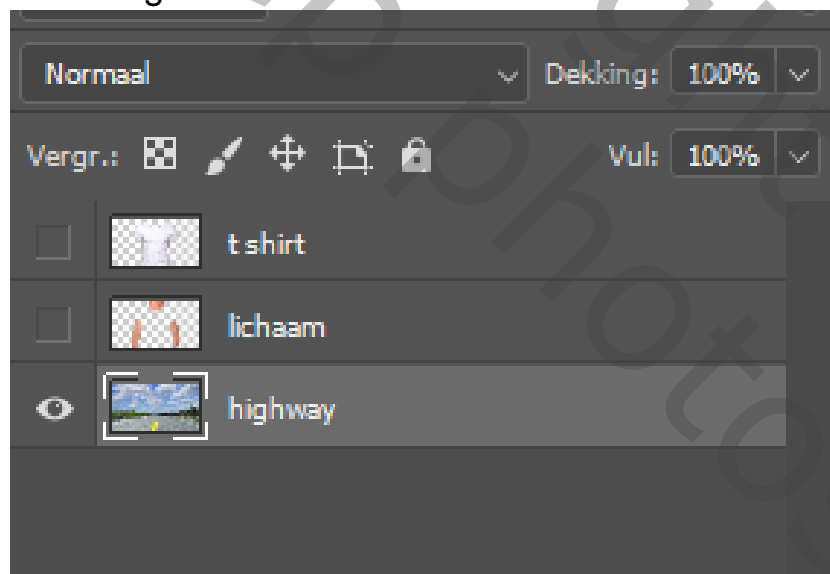 Normaal Dekking: 100%
Vergr.: Vul: 100%
t shirt
lichaam
highway